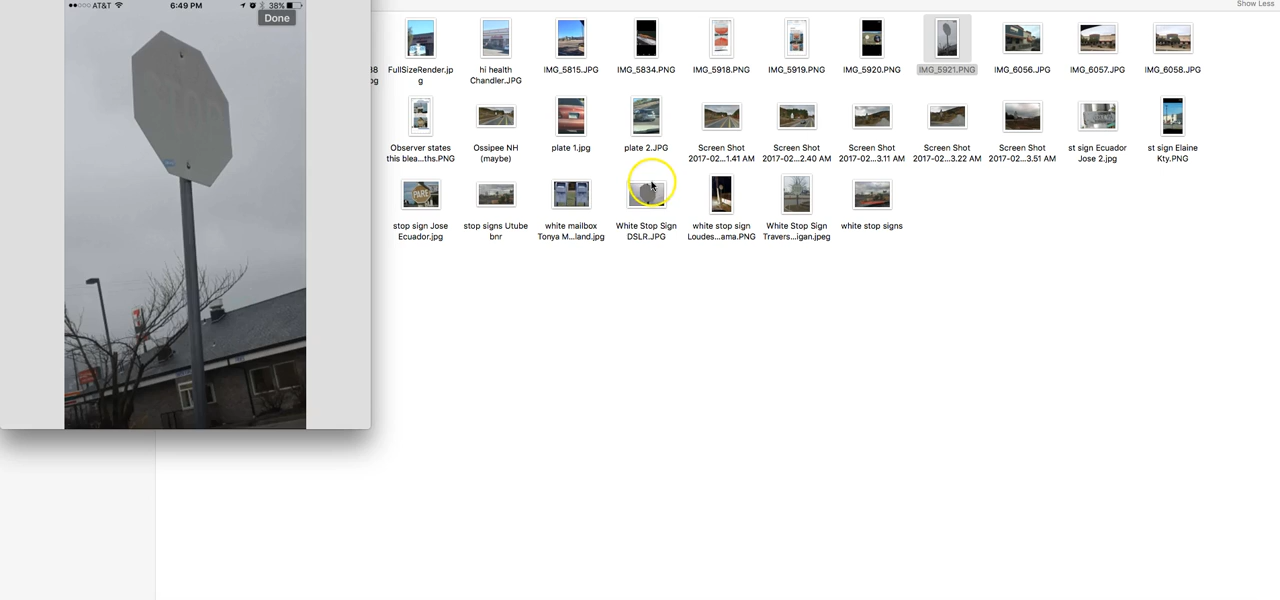 AT&T 6:49 PM 38%
Done
STOP
Show Less
FullSizeRender.jp
g
hi health
Chandler.JPG
IMG_5815.JPG
IMG_5834.PNG
IMG_5918.PNG
IMG_5919.PNG
IMG_5920.PNG
IMG_5921.PNG
IMG_6056.JPG
IMG_6057.JPG
IMG_6058.JPG
Observer states
this blea...ths.PNG
Ossipee NH
(maybe)
plate 1.jpg
plate 2.JPG
Screen Shot
2017-02...1.41 AM
Screen Shot
2017-02...2.40 AM
Screen Shot
2017-02...3.11 AM
Screen Shot
2017-02...3.22 AM
Screen Shot
2017-02...3.51 AM
st sign Ecuador
Jose 2.jpg
st sign Elaine
Kty.PNG
stop sign Jose
Ecuador.jpg
stop signs Utube
bnr
white mailbox
Tonya M...land.jpg
White Stop Sign
DSLR.JPG
white stop sign
Loudes...ama.PNG
White Stop Sign
Travers...igan.jpeg
white stop signs
PARE